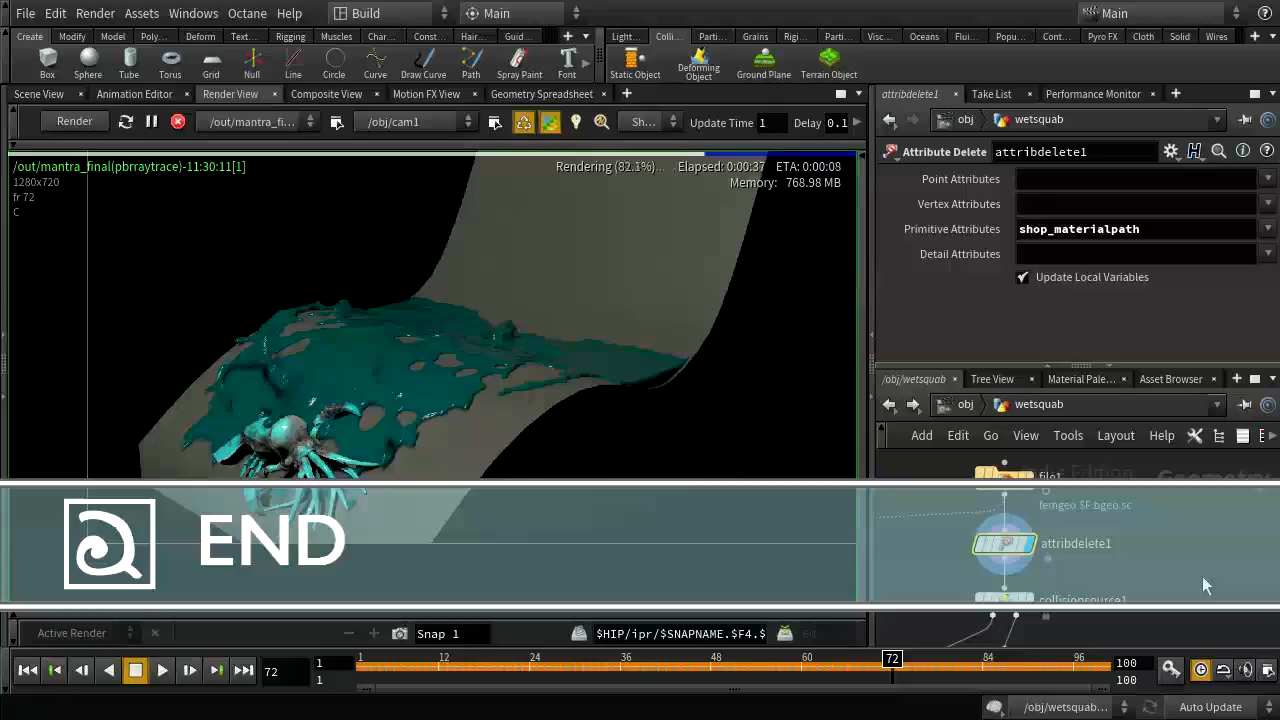 File Edit Render Assets Windows Octane Help Build Main Main
Create Modify Model Poly... Deform Text... Rigging Muscles Char... Const... Hair... Guid... Light... Colli... Parti... Grains Rig... Parti... Visc... Oceans Flui... Popu... Cont... Pyro FX Cloth Solid Wires
Box Sphere Tube Torus Grid Null Line Circle Curve Draw Curve Path Spray Paint Font Static Object Deforming Object Ground Plane Terrain Object
Scene View Animation Editor Render View Composite View Motion FX View Geometry Spreadsheet
Render /out/mantra_fi... /obj/cam1 Sh... Update Time 1 Delay 0.1
/out/mantra_final(pbrraytrace)-11:30:11[1]
1280x720
fr 72
C
Rendering (82.1%)... Elapsed: 0:00:37 ETA: 0:00:08
Memory: 768.98 MB
attribdelete1 Take List Performance Monitor
obj wetsquab
Attribute Delete attribdelete1
Point Attributes
Vertex Attributes
Primitive Attributes shop_materialpath
Detail Attributes
Update Local Variables
/obj/wetsquab Tree View Material Pale... Asset Browser
obj wetsquab
Add Edit Go View Tools Layout Help
file1
femgeo.$F.bgeo.sc
attribdelete1
collisionsource1
END
Active Render Snap 1 $HIP/ipr/$SNAPNAME.$F4.$
72 1 1 1 12 24 36 48 60 72 84 96 100 100
/obj/wetsquab... Auto Update